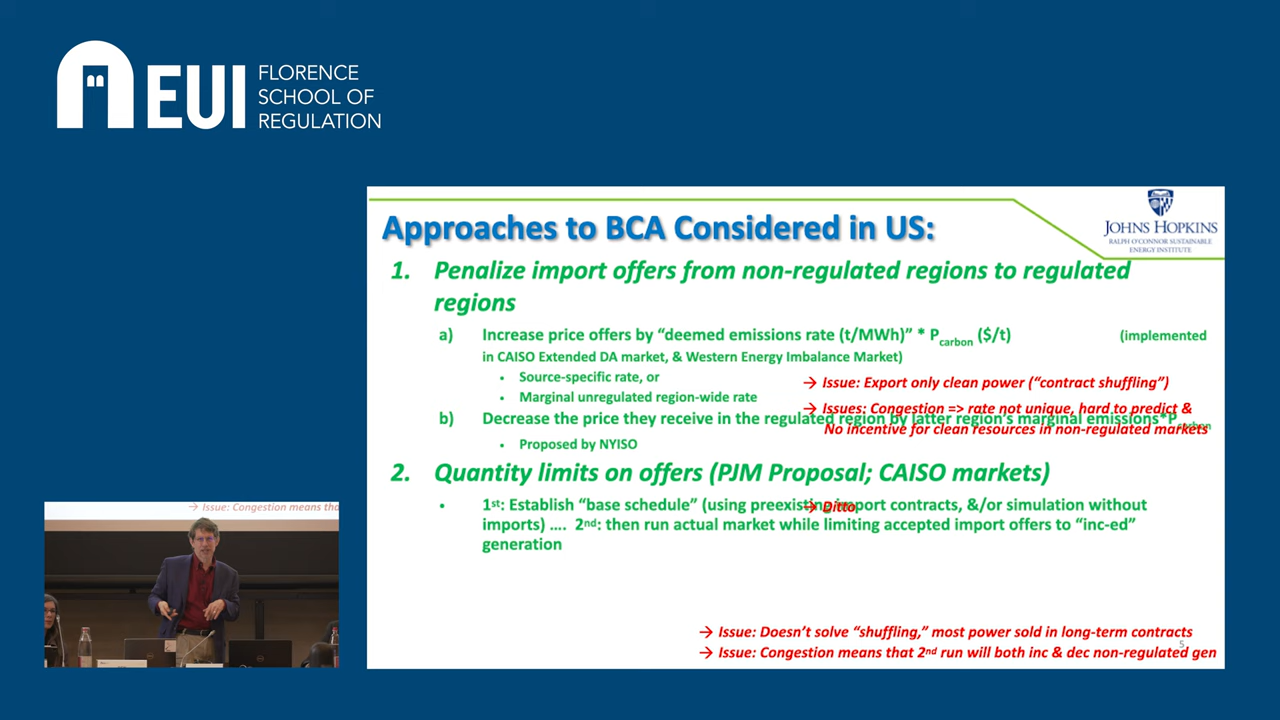 EUI
FLORENCE
SCHOOL OF
REGULATION
JOHNS HOPKINS
RALPH O'CONNOR SUSTAINABLE
ENERGY INSTITUTE
Approaches to BCA Considered in US:
1. Penalize import offers from non-regulated regions to regulated
regions
a) Increase price offers by “deemed emissions rate (t/MWh)” * Pcarbon ($/t) (implemented
in CAISO Extended DA market, & Western Energy Imbalance Market)
• Source-specific rate, or
→ Issue: Export only clean power (“contract shuffling”)
• Marginal unregulated region-wide rate
→ Issues: Congestion => rate not unique, hard to predict &
No incentive for clean resources in non-regulated markets
b) Decrease the price they receive in the regulated region by latter region's marginal emissions*Pcarbon
• Proposed by NYISO
2. Quantity limits on offers (PJM Proposal; CAISO markets)
• 1st: Establish “base schedule” (using preexisting import contracts, &/or simulation without
→ Ditto
imports) .... 2nd: then run actual market while limiting accepted import offers to “inc-ed”
generation
→ Issue: Doesn't solve “shuffling,” most power sold in long-term contracts
→ Issue: Congestion means that 2nd run will both inc & dec non-regulated gen
5
→ Issue: Congestion means tha